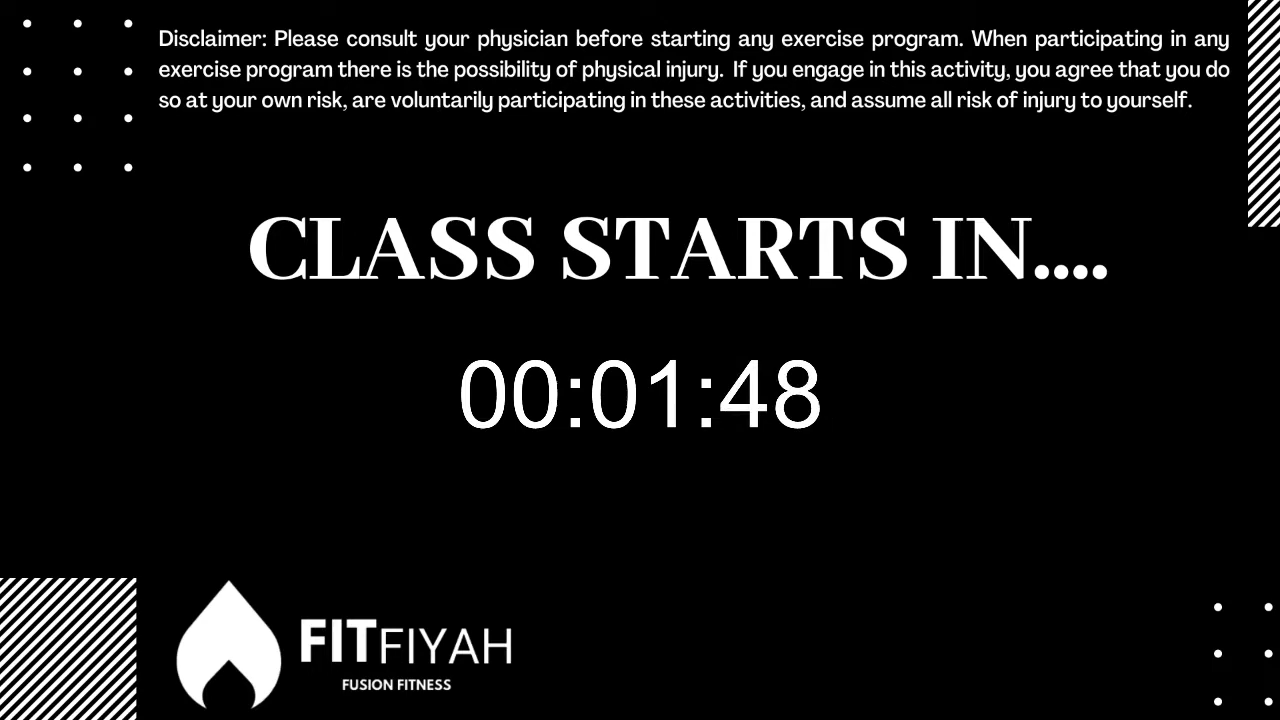 Disclaimer: Please consult your physician before starting any exercise program. When participating in any
exercise program there is the possibility of physical injury. If you engage in this activity, you agree that you do
so at your own risk, are voluntarily participating in these activities, and assume all risk of injury to yourself.
CLASS STARTS IN....
00:01:48
FITFIYAH
FUSION FITNESS